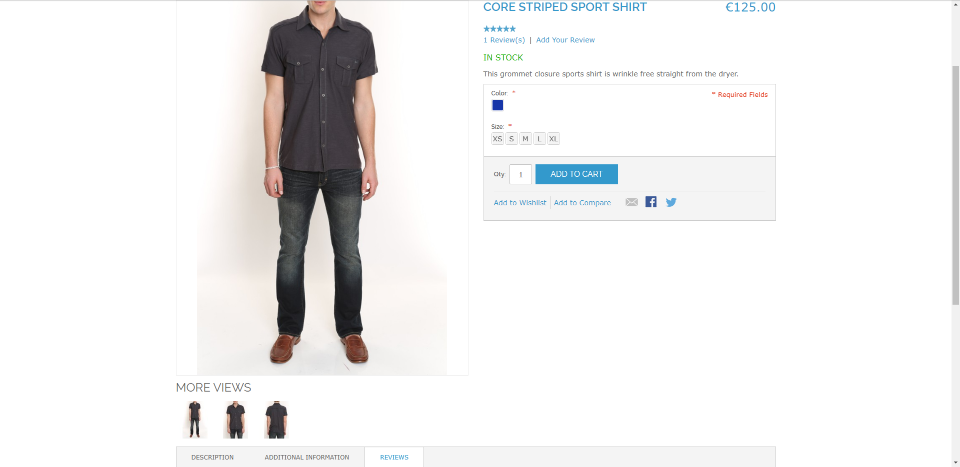 CORE STRIPED SPORT SHIRT €125.00
1 Review(s) | Add Your Review
IN STOCK
This grommet closure sports shirt is wrinkle free straight from the dryer.
Color: * * Required Fields
Size: *
XS S M L XL
Qty 1 ADD TO CART
Add to Wishlist Add to Compare
MORE VIEWS
DESCRIPTION ADDITIONAL INFORMATION REVIEWS